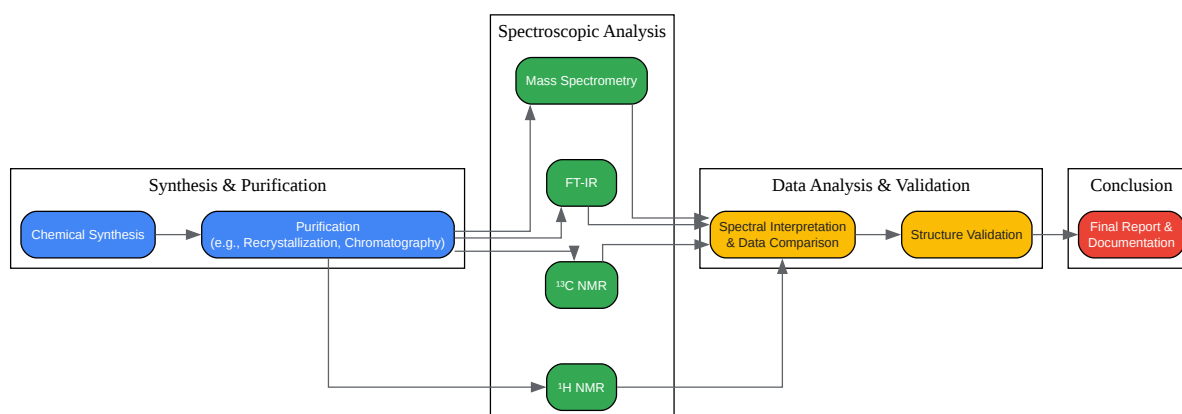 Spectroscopic Analysis
Mass Spectrometry
Synthesis & Purification
Chemical Synthesis
Purification
(e.g., Recrystallization, Chromatography)
FT-IR
¹³C NMR
¹H NMR
Data Analysis & Validation
Spectral Interpretation
& Data Comparison
Structure Validation
Conclusion
Final Report &
Documentation